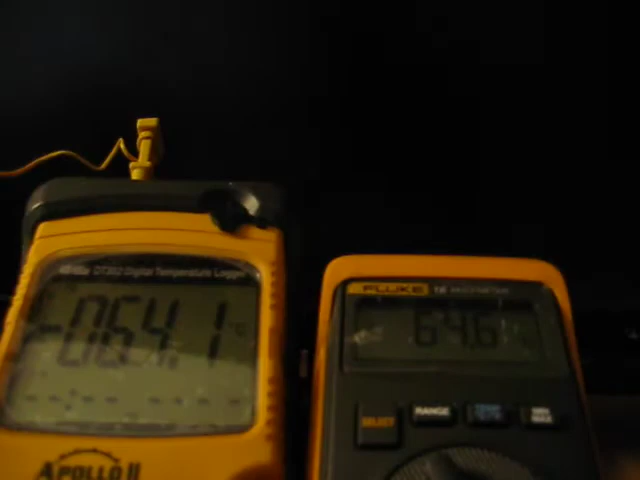 DT302 Digital Temperature Logger
-064.1 °C
APOLLO II
FLUKE
64.6
SELECT
RANGE